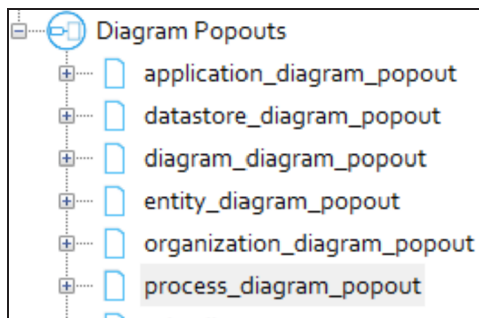 Diagram Popouts
application_diagram_popout
datastore_diagram_popout
diagram_diagram_popout
entity_diagram_popout
organization_diagram_popout
process_diagram_popout